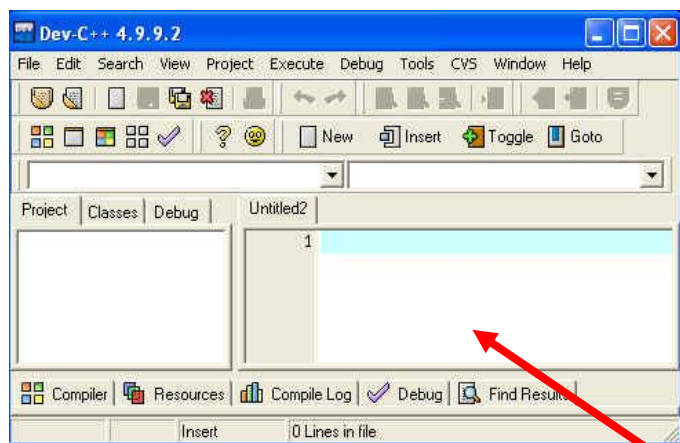 Dev-C++ 4.9.9.2
File Edit Search View Project Execute Debug Tools CVS Window Help
New Insert Toggle Goto
Project Classes Debug Untitled2
1
Compiler Resources Compile Log Debug Find Results
Insert 0 Lines in file